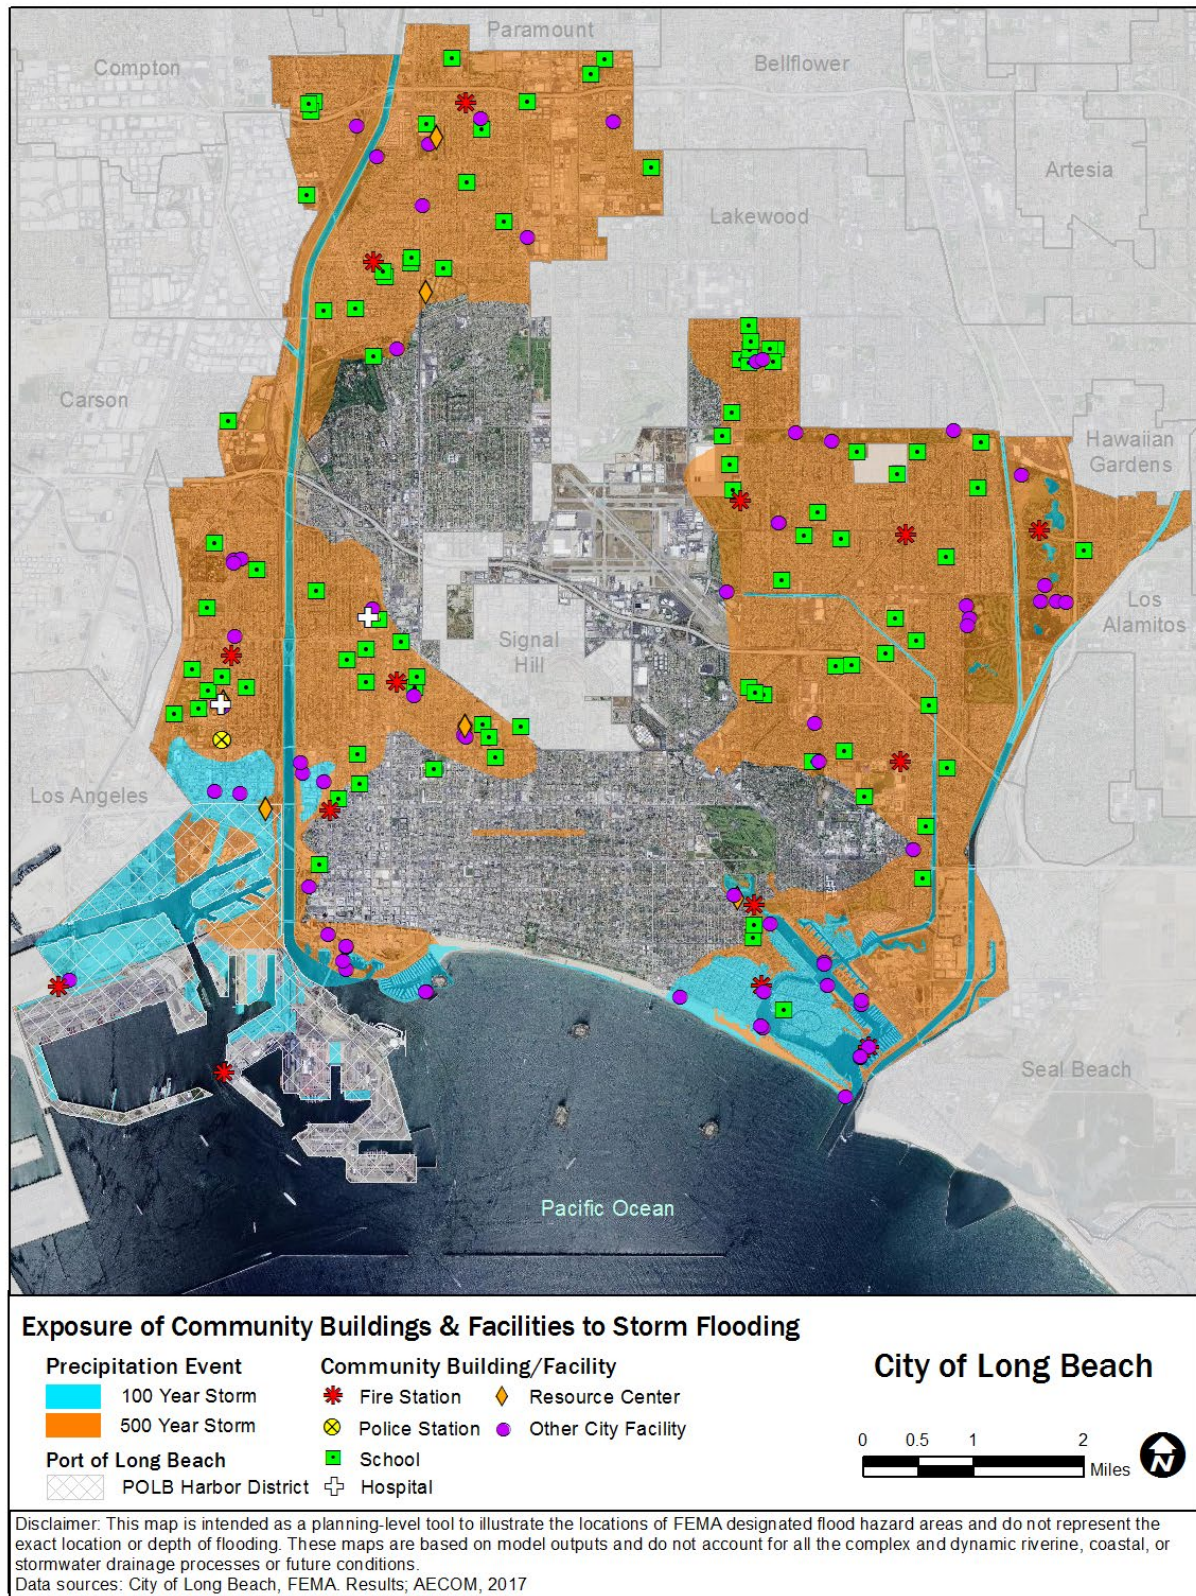 Paramount
Compton
Bellflower
Artesia
Lakewood
Carson
Hawaiian
Gardens
Signal
Hill
Los
Alamitos
Los Angeles
Seal Beach
Pacific Ocean
Exposure of Community Buildings & Facilities to Storm Flooding
Precipitation Event
100 Year Storm
500 Year Storm
Port of Long Beach
POLB Harbor District
Community Building/Facility
Fire Station
Resource Center
Police Station
Other City Facility
School
Hospital
City of Long Beach
0 0.5 1 2
Miles
N
Disclaimer: This map is intended as a planning-level tool to illustrate the locations of FEMA designated flood hazard areas and do not represent the
exact location or depth of flooding. These maps are based on model outputs and do not account for all the complex and dynamic riverine, coastal, or
stormwater drainage processes or future conditions.
Data sources: City of Long Beach, FEMA. Results; AECOM, 2017